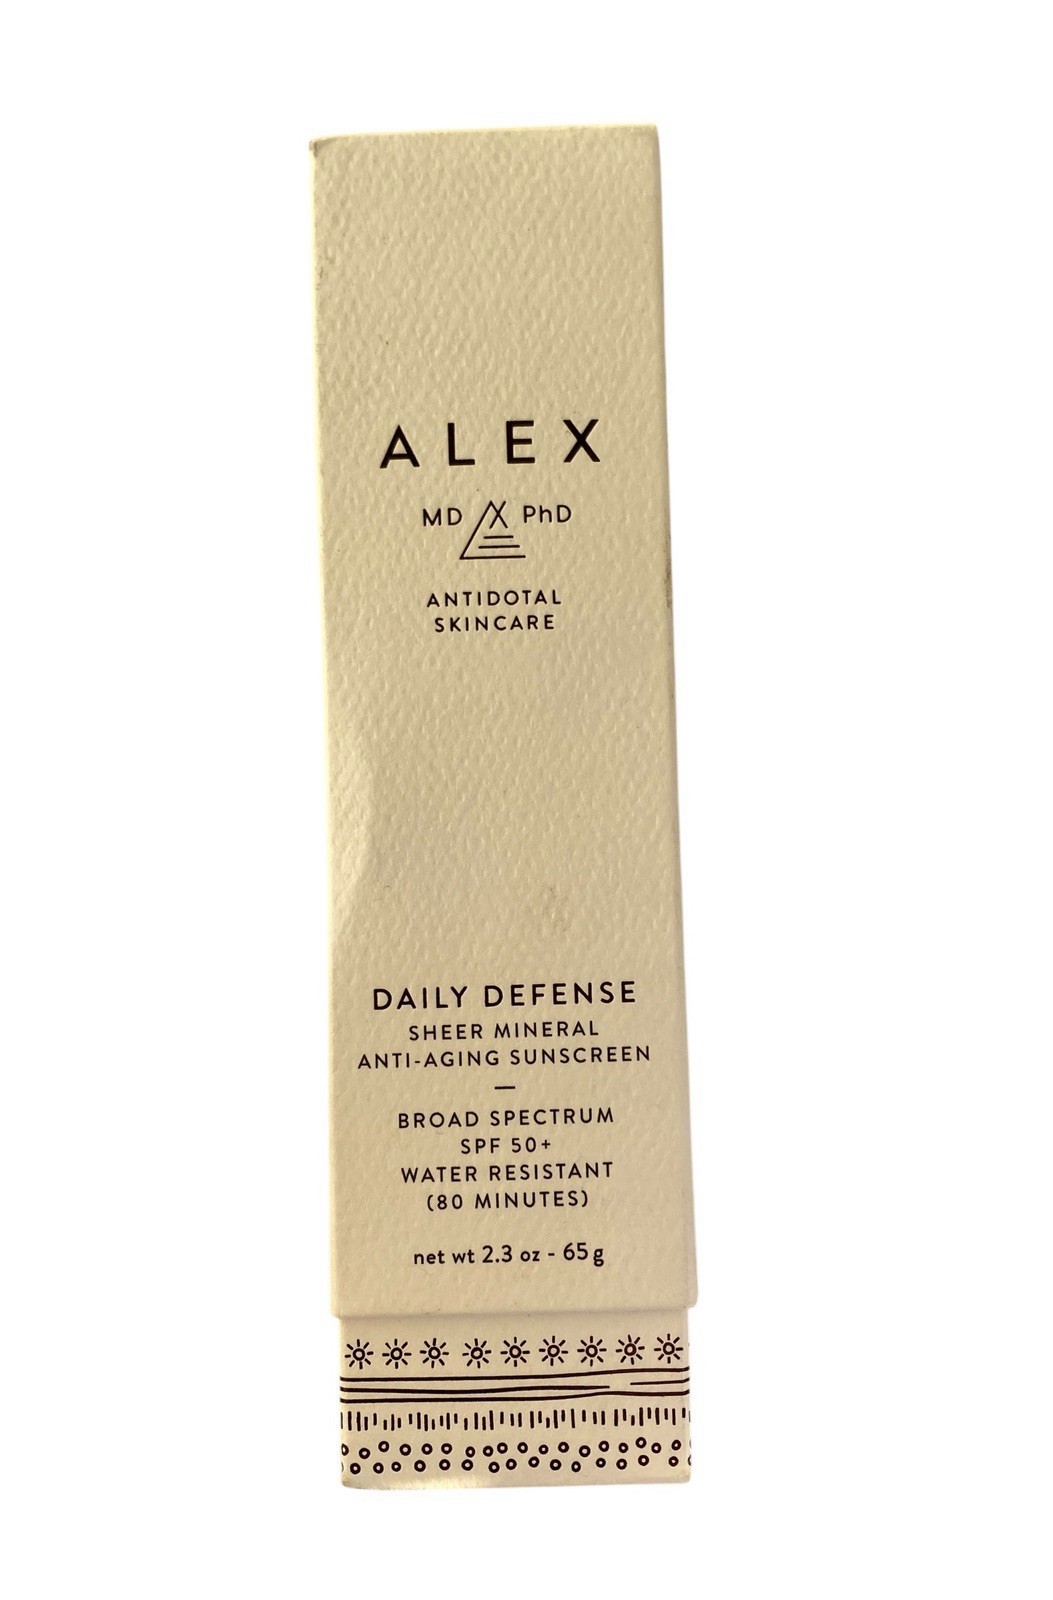 ALEX
MD PhD
ANTIDOTAL
SKINCARE
DAILY DEFENSE
SHEER MINERAL
ANTI-AGING SUNSCREEN
—
BROAD SPECTRUM
SPF 50+
WATER RESISTANT
(80 MINUTES)
net wt 2.3 oz - 65g